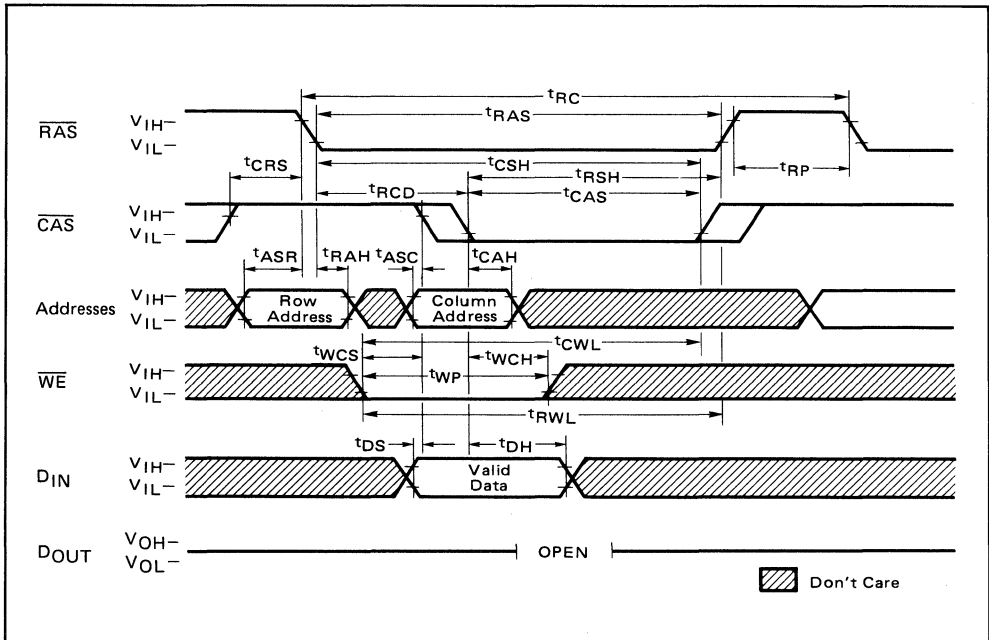 tRC
RAS
VIH–
VIL–
tRAS
tCRS
tCSH
tRSH
tRP
tRCD
tCAS
CAS
VIH–
VIL–
tASR
tRAH
tASC
tCAH
Addresses
VIH–
VIL–
Row
Address
Column
Address
tCWL
tWCS
tWCH
WE
VIH–
VIL–
tWP
tRWL
tDS
tDH
DIN
VIH–
VIL–
Valid
Data
DOUT
VOH–
VOL–
OPEN
Don't Care